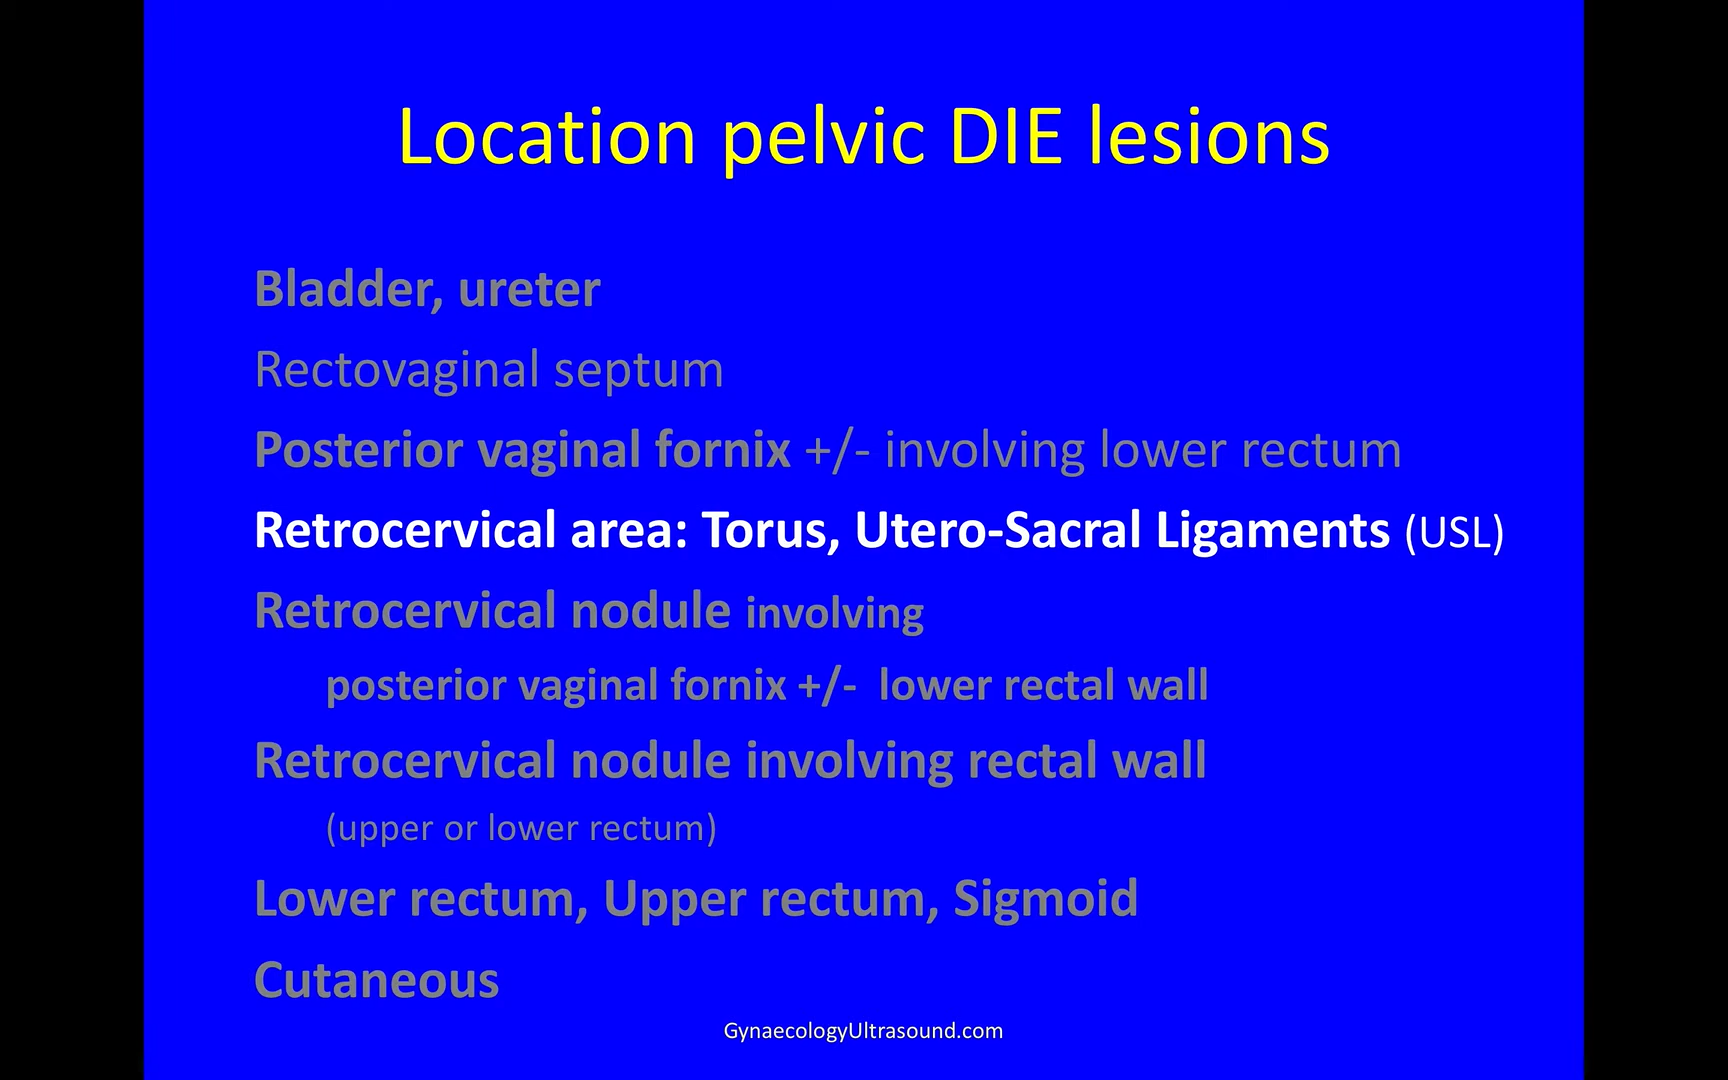 Location pelvic DIE lesions
Bladder, ureter
Rectovaginal septum
Posterior vaginal fornix +/- involving lower rectum
Retrocervical area: Torus, Utero-Sacral Ligaments (USL)
Retrocervical nodule involving
posterior vaginal fornix +/- lower rectal wall
Retrocervical nodule involving rectal wall
(upper or lower rectum)
Lower rectum, Upper rectum, Sigmoid
Cutaneous
GynaecologyUltrasound.com